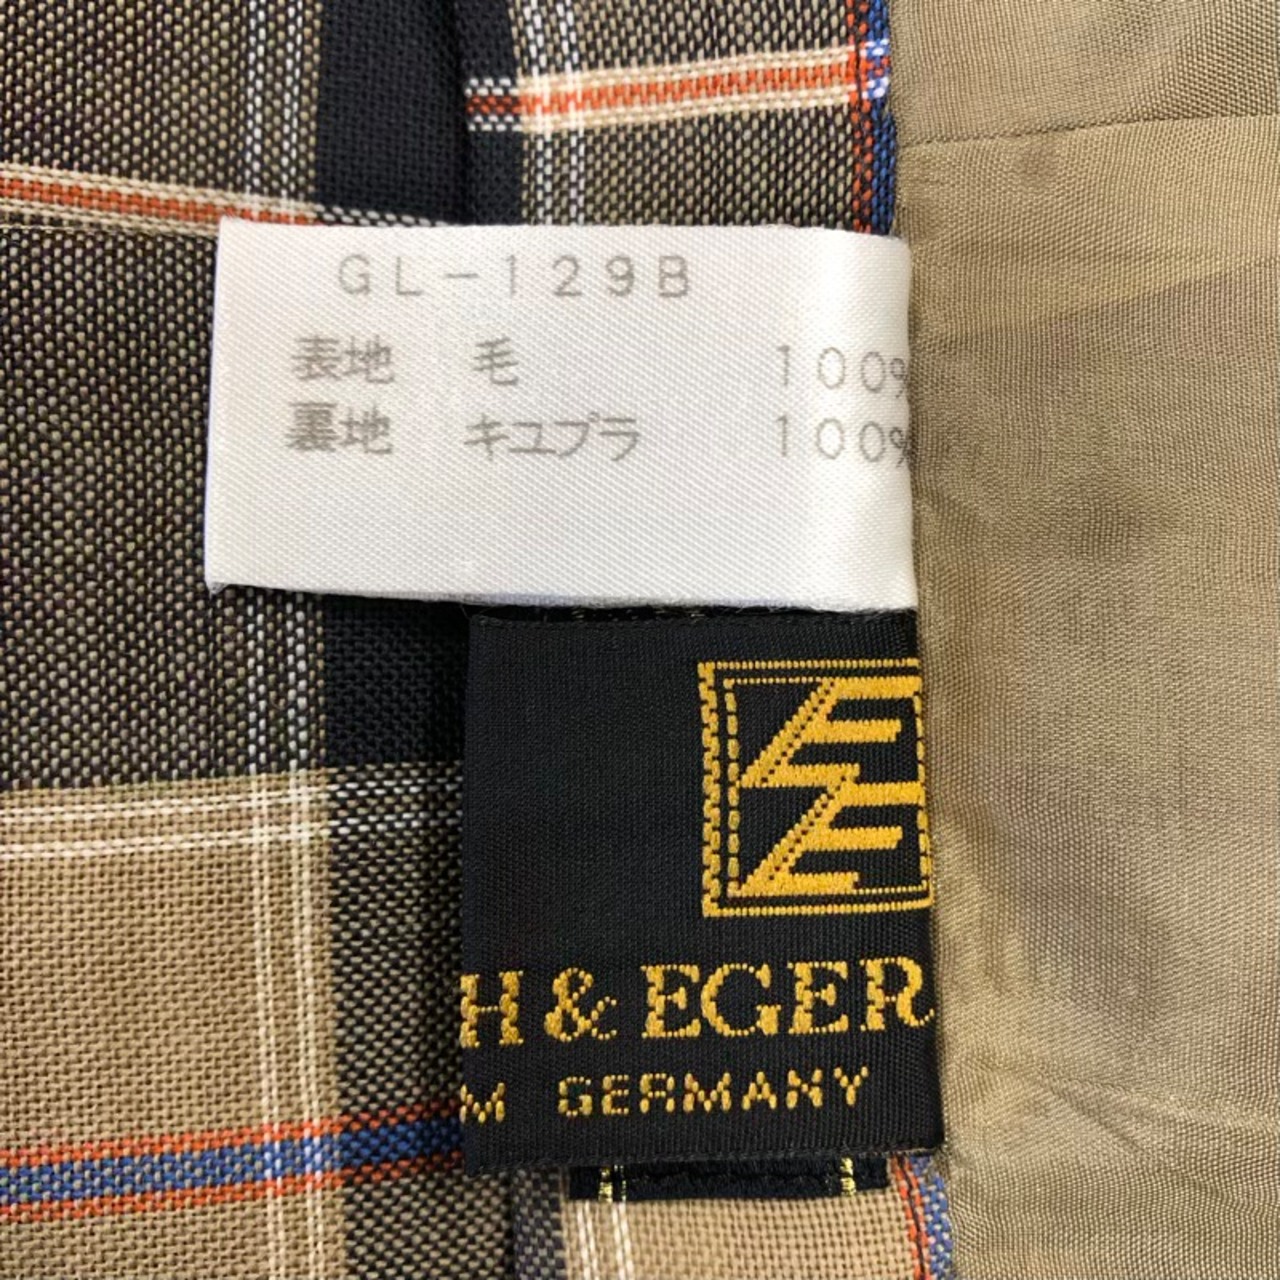 GL-129B
表地 毛 100%
裏地 キュプラ 100%
H & EGER
M GERMANY